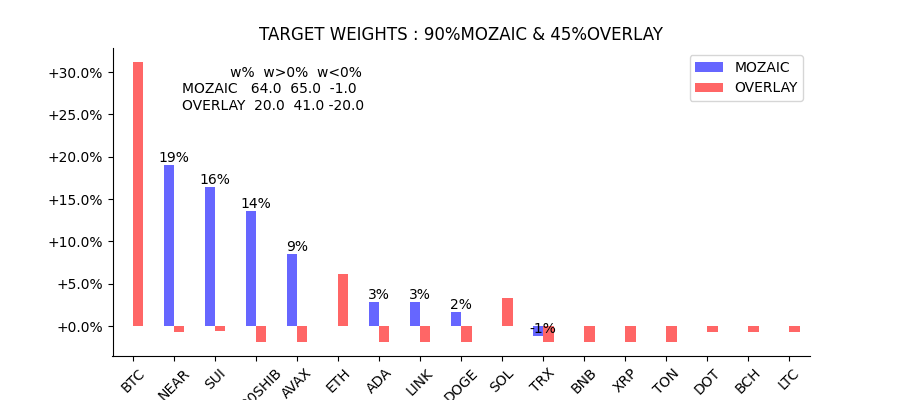 TARGET WEIGHTS : 90%MOZAIC & 45%OVERLAY
w% w>0% w<0%
MOZAIC 64.0 65.0 -1.0
OVERLAY 20.0 41.0 -20.0
MOZAIC
OVERLAY
+30.0%
+25.0%
+20.0%
+15.0%
+10.0%
+5.0%
+0.0%
19%
16%
14%
9%
3%
3%
2%
-1%
BTC
NEAR
SUI
0SHIB
AVAX
ETH
ADA
LINK
DOGE
SOL
TRX
BNB
XRP
TON
DOT
BCH
LTC